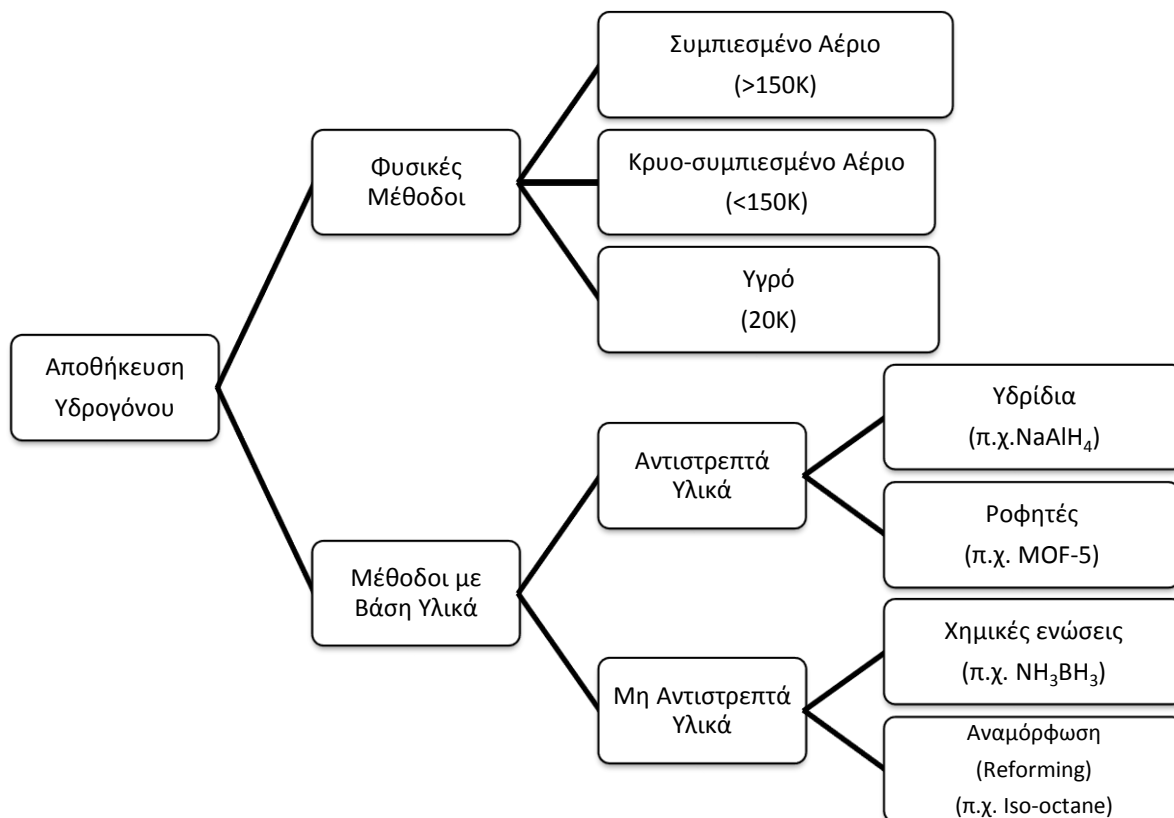 Συμπιεσμένο Αέριο
(>150K)
Φυσικές
Μέθοδοι
Κρυο-συμπιεσμένο Αέριο
(<150K)
Υγρό
(20K)
Αποθήκευση
Υδρογόνου
Υδρίδια
(π.χ.NaAlH₄)
Αντιστρεπτά
Υλικά
Ροφητές
(π.χ. MOF-5)
Μέθοδοι με
Βάση Υλικά
Χημικές ενώσεις
(π.χ. NH₃BH₃)
Μη Αντιστρεπτά
Υλικά
Αναμόρφωση
(Reforming)
(π.χ. Iso-octane)